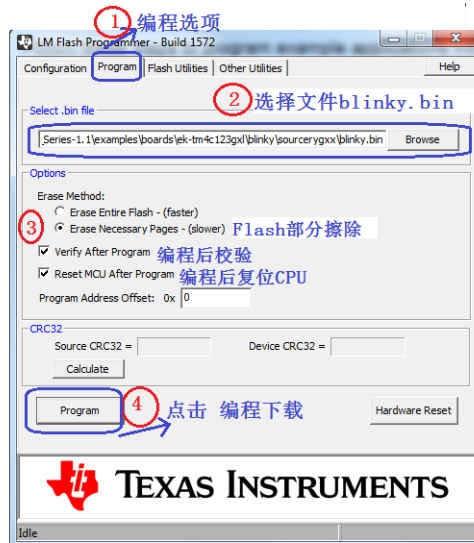 ① 编程选项
LM Flash Programmer - Build 1572
Configuration Program Flash Utilities Other Utilities Help
② 选择文件blinky.bin
Select .bin file
Series-1.1\examples\boards\ek-tm4c123gxl\blinky\sourcerygxx\blinky.bin Browse
Options
Erase Method:
Erase Entire Flash - (faster)
③ Erase Necessary Pages - (slower) Flash部分擦除
Verify After Program 编程后校验
Reset MCU After Program 编程后复位CPU
Program Address Offset: 0x 0
CRC32
Source CRC32 = Device CRC32 =
Calculate
Program ④ 点击 编程下载 Hardware Reset
TEXAS INSTRUMENTS
Idle